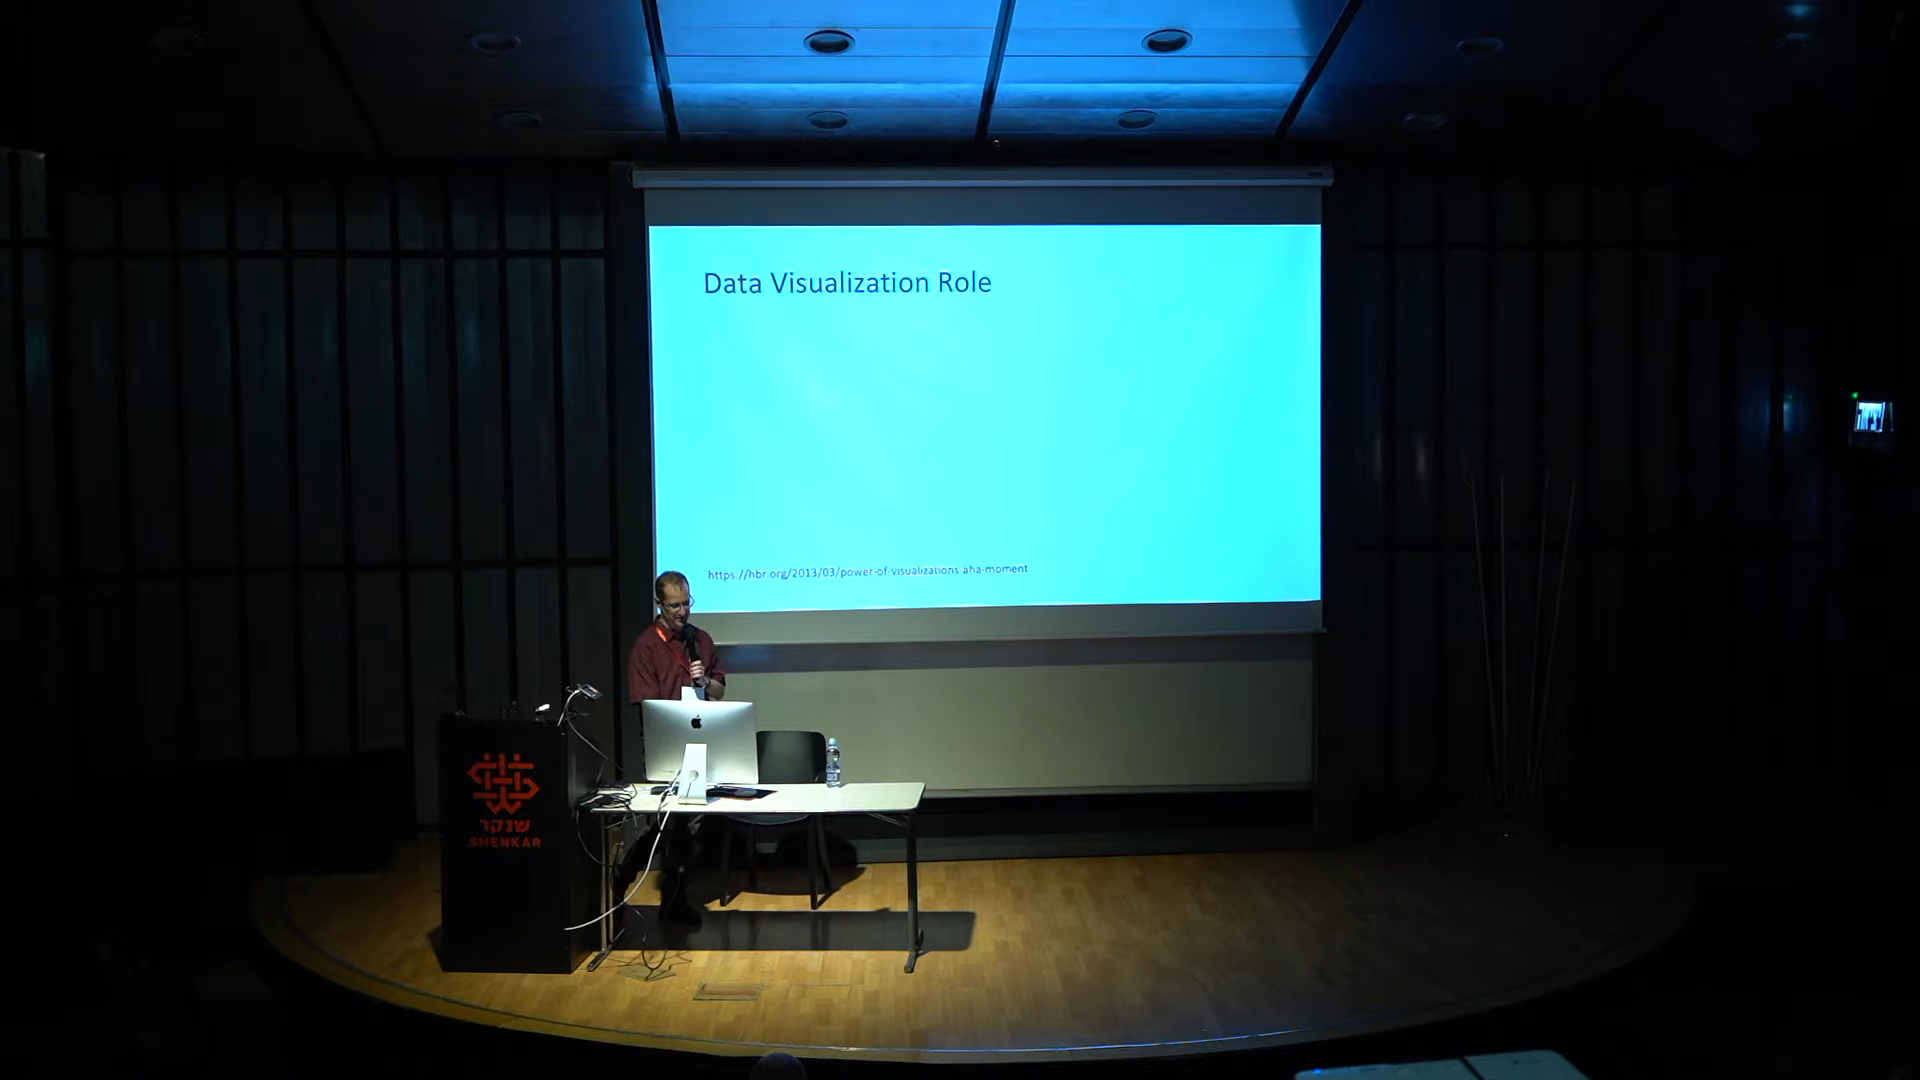 Data Visualization Role
https://hbr.org/2013/03/power-of-visualizations-aha-moment
שנקר
SHENKAR